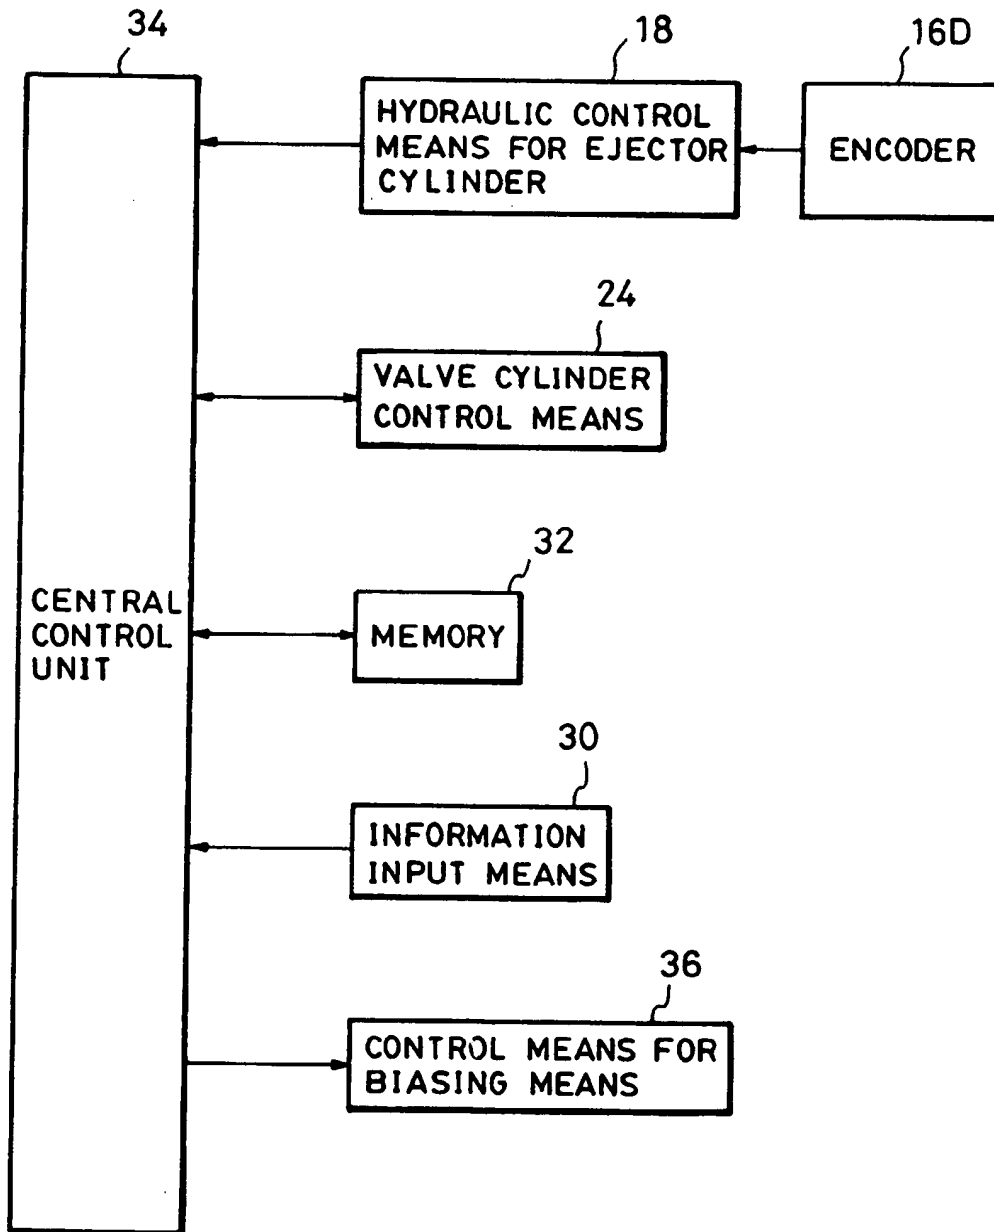 34
18
16D
HYDRAULIC CONTROL
MEANS FOR EJECTOR
CYLINDER
ENCODER
24
VALVE CYLINDER
CONTROL MEANS
32
CENTRAL
CONTROL
UNIT
MEMORY
30
INFORMATION
INPUT MEANS
36
CONTROL MEANS FOR
BIASING MEANS